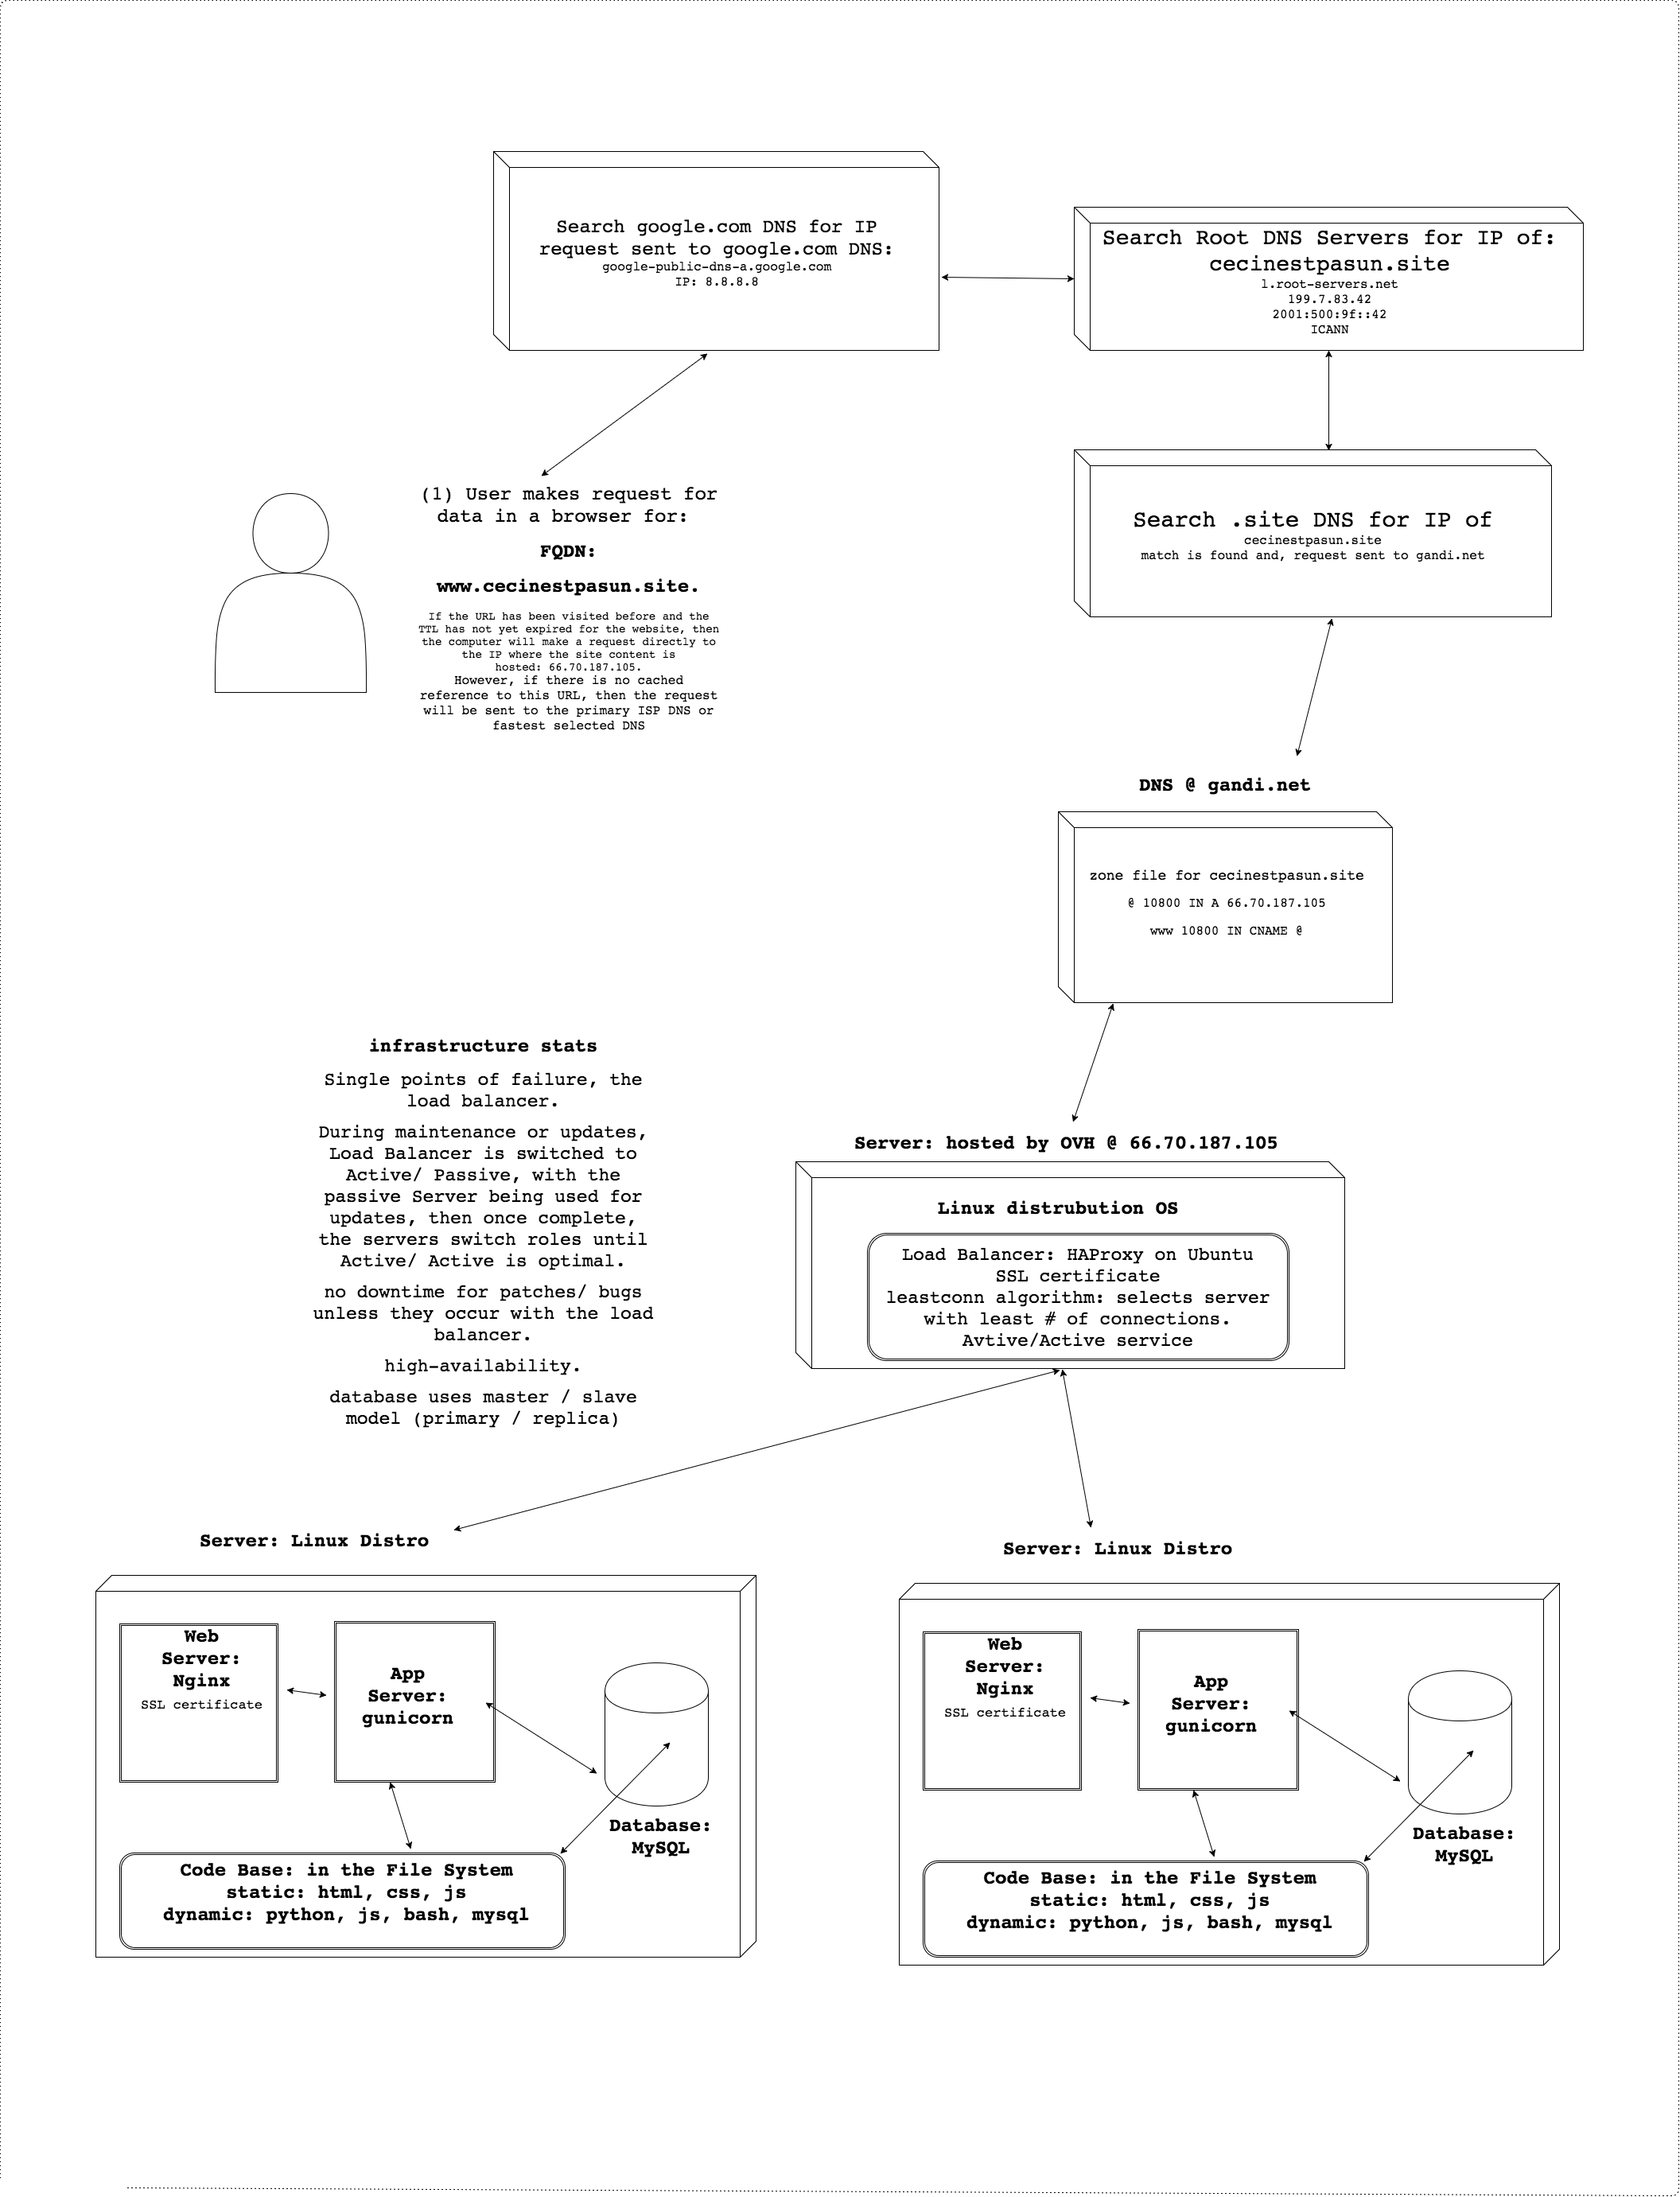 Search google.com DNS for IP
request sent to google.com DNS:
google-public-dns-a.google.com
IP: 8.8.8.8
Search Root DNS Servers for IP of:
cecinestpasun.site
l.root-servers.net
199.7.83.42
2001:500:9f::42
ICANN
(1) User makes request for
data in a browser for:
FQDN:
www.cecinestpasun.site.
If the URL has been visited before and the
TTL has not yet expired for the website, then
the computer will make a request directly to
the IP where the site content is
hosted: 66.70.187.105.
However, if there is no cached
reference to this URL, then the request
will be sent to the primary ISP DNS or
fastest selected DNS
Search .site DNS for IP of
cecinestpasun.site
match is found and, request sent to gandi.net
DNS @ gandi.net
zone file for cecinestpasun.site
@ 10800 IN A 66.70.187.105
www 10800 IN CNAME @
infrastructure stats
Single points of failure, the
load balancer.
During maintenance or updates,
Load Balancer is switched to
Active/ Passive, with the
passive Server being used for
updates, then once complete,
the servers switch roles until
Active/ Active is optimal.
no downtime for patches/ bugs
unless they occur with the load
balancer.
high-availability.
database uses master / slave
model (primary / replica)
Server: hosted by OVH @ 66.70.187.105
Linux distrubution OS
Load Balancer: HAProxy on Ubuntu
SSL certificate
leastconn algorithm: selects server
with least # of connections.
Avtive/Active service
Server: Linux Distro
Web
Server:
Nginx
SSL certificate
App
Server:
gunicorn
Database:
MySQL
Code Base: in the File System
static: html, css, js
dynamic: python, js, bash, mysql
Server: Linux Distro
Web
Server:
Nginx
SSL certificate
App
Server:
gunicorn
Database:
MySQL
Code Base: in the File System
static: html, css, js
dynamic: python, js, bash, mysql